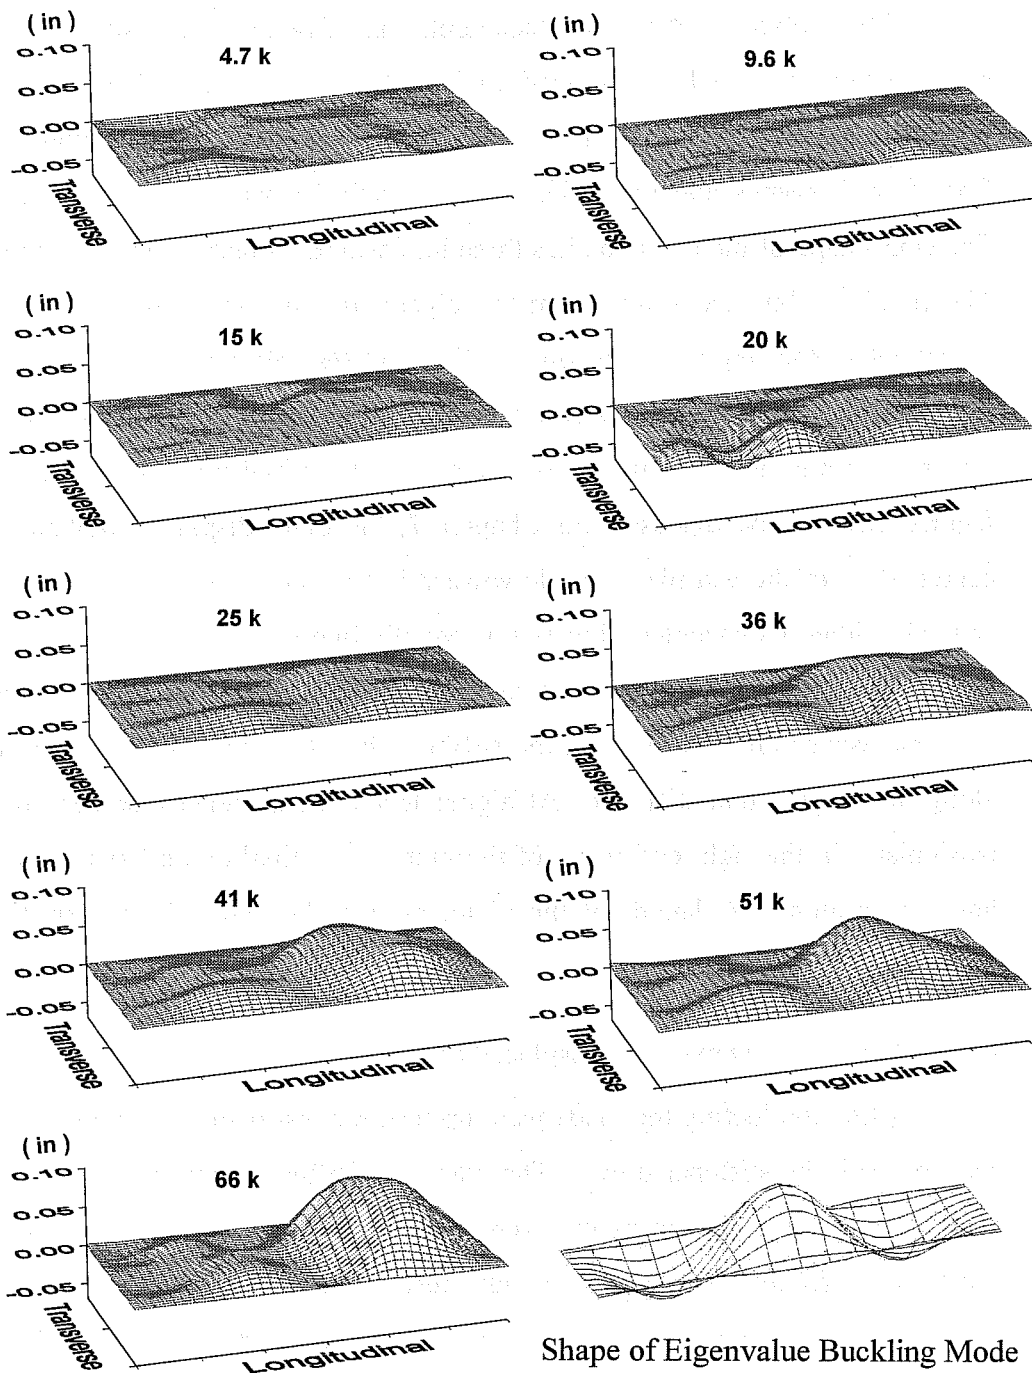 ( in )
0.10
0.05
0.00
-0.05
4.7 k
Transverse
Longitudinal
( in )
0.10
0.05
0.00
-0.05
9.6 k
Transverse
Longitudinal
( in )
0.10
0.05
0.00
-0.05
15 k
Transverse
Longitudinal
( in )
0.10
0.05
0.00
-0.05
20 k
Transverse
Longitudinal
( in )
0.10
0.05
0.00
-0.05
25 k
Transverse
Longitudinal
( in )
0.10
0.05
0.00
-0.05
36 k
Transverse
Longitudinal
( in )
0.10
0.05
0.00
-0.05
41 k
Transverse
Longitudinal
( in )
0.10
0.05
0.00
-0.05
51 k
Transverse
Longitudinal
( in )
0.10
0.05
0.00
-0.05
66 k
Transverse
Longitudinal
Shape of Eigenvalue Buckling Mode